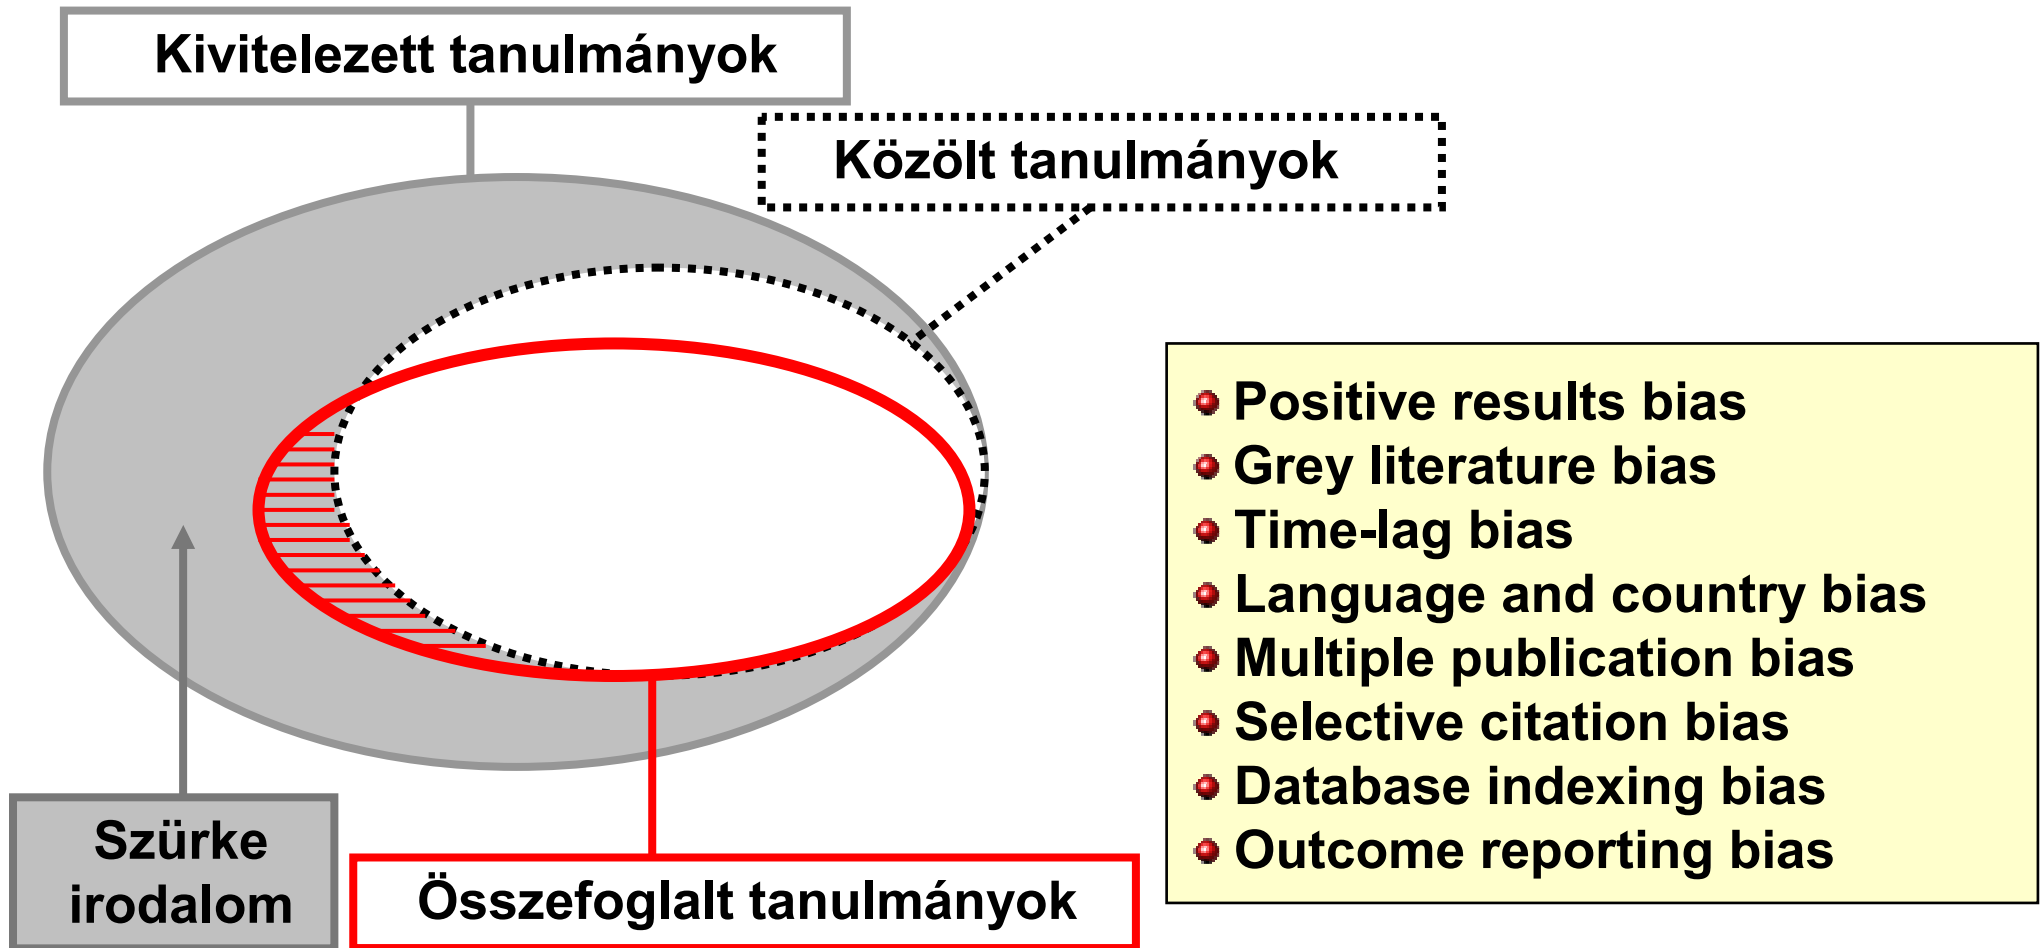 Kivitelezett tanulmányok
Közölt tanulmányok
Positive results bias
Grey literature bias
Time-lag bias
Language and country bias
Multiple publication bias
Selective citation bias
Database indexing bias
Outcome reporting bias
Szürke
irodalom
Összefoglalt tanulmányok